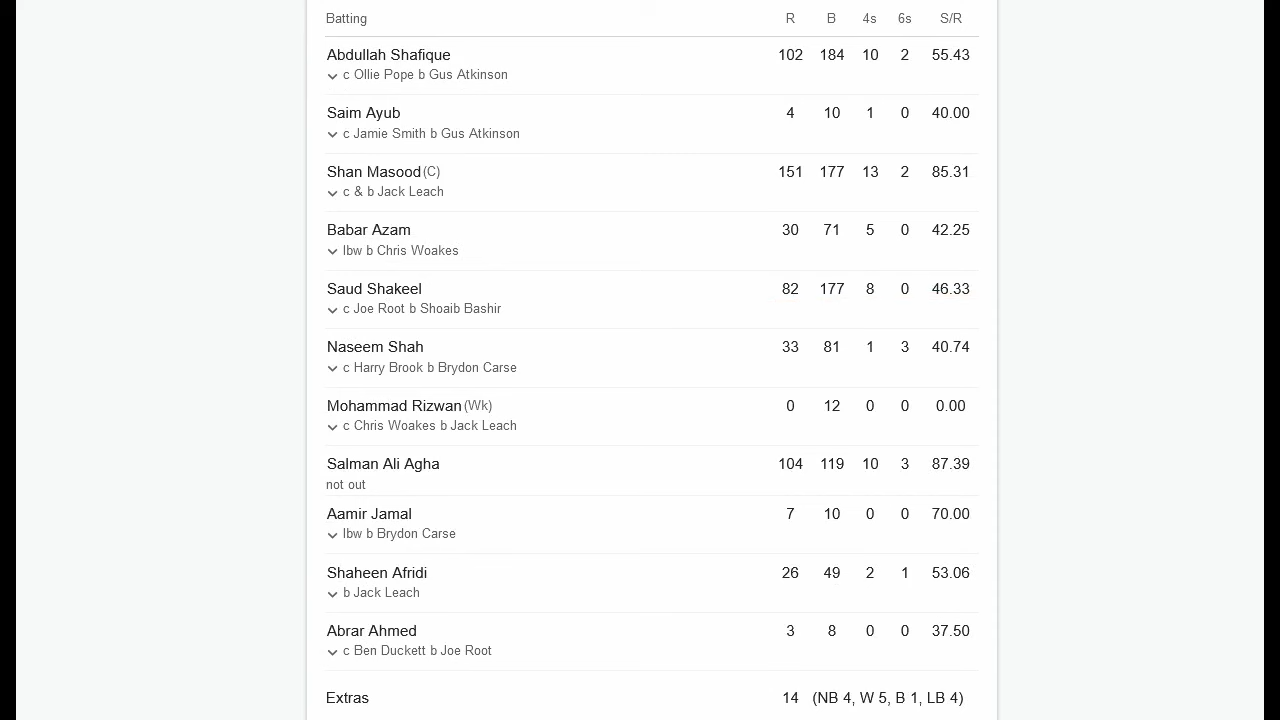 Batting R B 4s 6s S/R
Abdullah Shafique 102 184 10 2 55.43
c Ollie Pope b Gus Atkinson
Saim Ayub 4 10 1 0 40.00
c Jamie Smith b Gus Atkinson
Shan Masood (C) 151 177 13 2 85.31
c & b Jack Leach
Babar Azam 30 71 5 0 42.25
lbw b Chris Woakes
Saud Shakeel 82 177 8 0 46.33
c Joe Root b Shoaib Bashir
Naseem Shah 33 81 1 3 40.74
c Harry Brook b Brydon Carse
Mohammad Rizwan (Wk) 0 12 0 0 0.00
c Chris Woakes b Jack Leach
Salman Ali Agha 104 119 10 3 87.39
not out
Aamir Jamal 7 10 0 0 70.00
lbw b Brydon Carse
Shaheen Afridi 26 49 2 1 53.06
b Jack Leach
Abrar Ahmed 3 8 0 0 37.50
c Ben Duckett b Joe Root
Extras 14 (NB 4, W 5, B 1, LB 4)